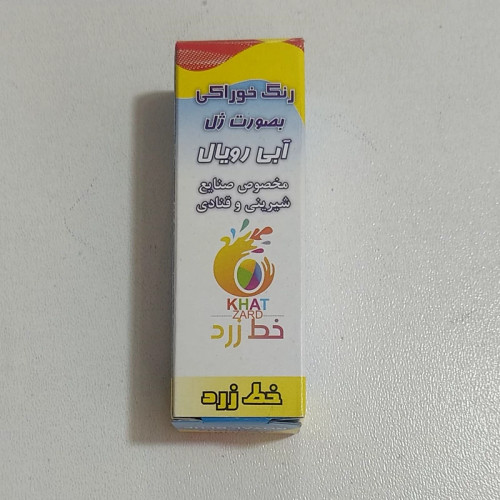 رنگ خوراکی
بصورت ژل
آبی رویال
مخصوص صنایع
شیرینی و قنادی
KHAT
ZARD
خط زرد
خط زرد